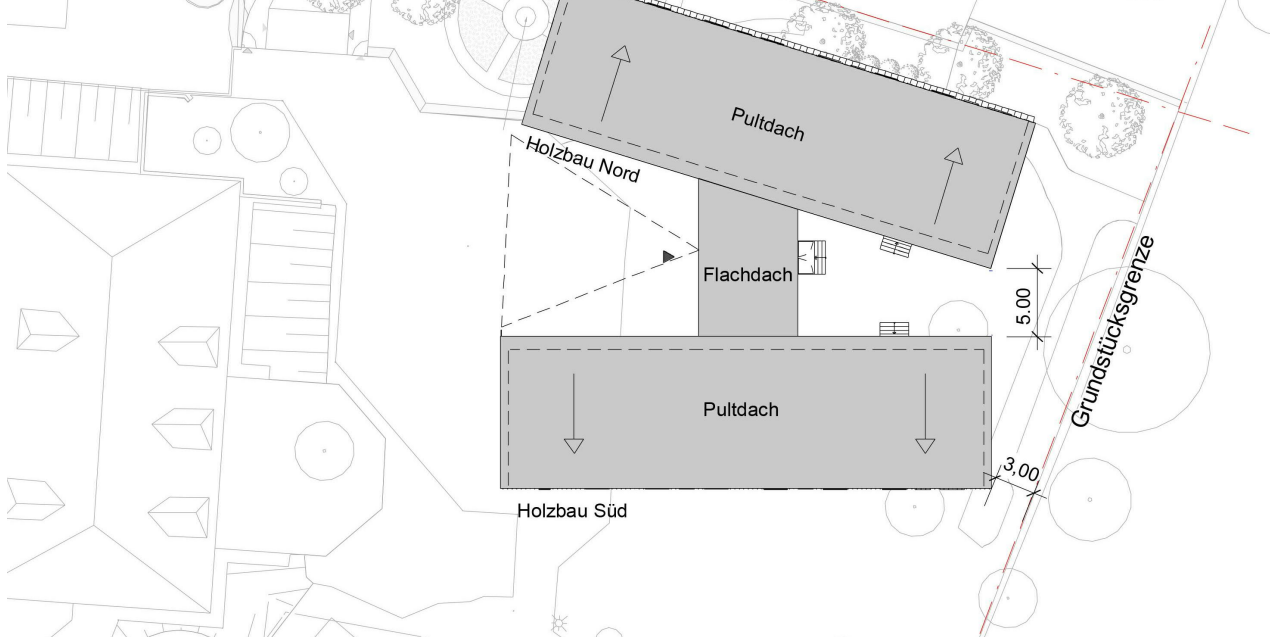 Pultdach
Holzbau Nord
Flachdach
5.00
Grundstücksgrenze
Pultdach
3,00
Holzbau Süd